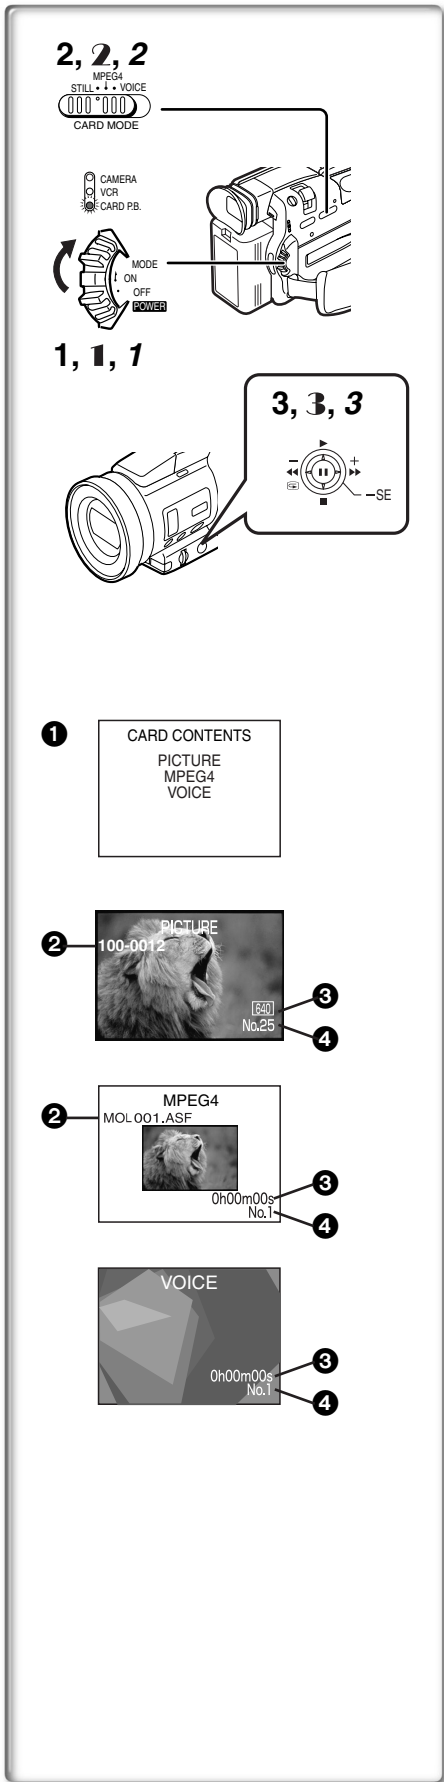 2, 2, 2
MPEG4
STILL • • VOICE
CARD MODE
CAMERA
VCR
CARD P.B.
MODE
ON
OFF
POWER
1, 1, 1
3, 3, 3
– +
–SE
1
CARD CONTENTS
PICTURE
MPEG4
VOICE
PICTURE
2
100-0012
640
3
No.25
4
MPEG4
2
MOL001.ASF
0h00m00s
3
No.1
4
VOICE
0h00m00s
3
No.1
4